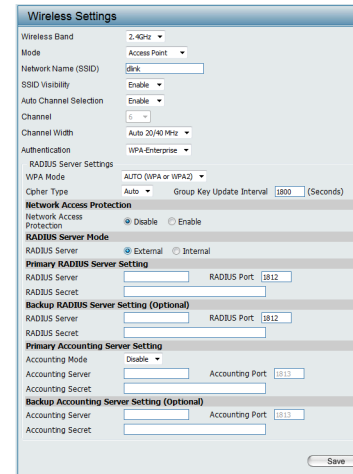 Wireless Settings
Wireless Band 2.4GHz
Mode Access Point
Network Name (SSID) dlink
SSID Visibility Enable
Auto Channel Selection Enable
Channel 6
Channel Width Auto 20/40 MHz
Authentication WPA-Enterprise
RADIUS Server Settings
WPA Mode AUTO (WPA or WPA2)
Cipher Type Auto Group Key Update Interval 1800 (Seconds)
Network Access Protection
Network Access Protection Disable Enable
RADIUS Server Mode
RADIUS Server External Internal
Primary RADIUS Server Setting
RADIUS Server RADIUS Port 1812
RADIUS Secret
Backup RADIUS Server Setting (Optional)
RADIUS Server RADIUS Port 1812
RADIUS Secret
Primary Accounting Server Setting
Accounting Mode Disable
Accounting Server Accounting Port 1813
Accounting Secret
Backup Accounting Server Setting (Optional)
Accounting Server Accounting Port 1813
Accounting Secret
Save